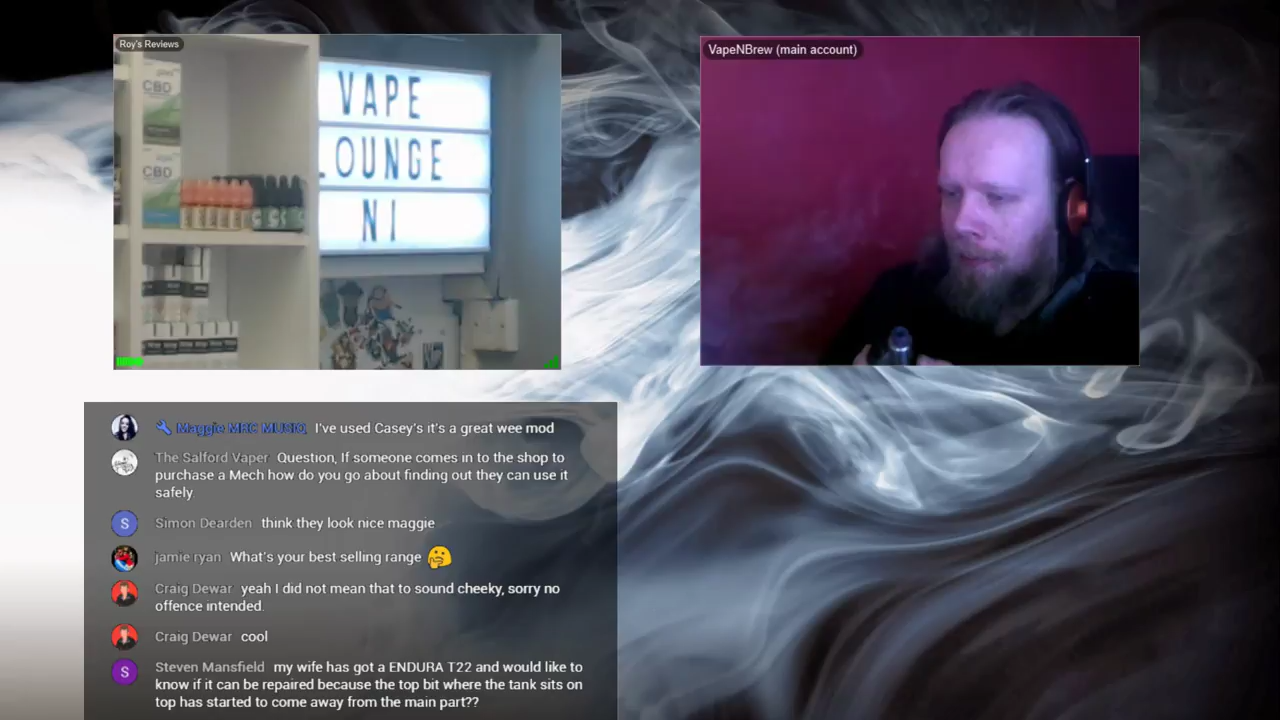 Roy's Reviews
CBD
CBD
VAPE
LOUNGE
NI
VapeNBrew (main account)
Maggie MRC MUSIC I've used Casey's it's a great wee mod
The Salford Vaper Question, If someone comes in to the shop to
purchase a Mech how do you go about finding out they can use it
safely.
S
Simon Dearden think they look nice maggie
jamie ryan What's your best selling range
Craig Dewar yeah I did not mean that to sound cheeky, sorry no
offence intended.
Craig Dewar cool
S
Steven Mansfield my wife has got a ENDURA T22 and would like to
know if it can be repaired because the top bit where the tank sits on
top has started to come away from the main part??